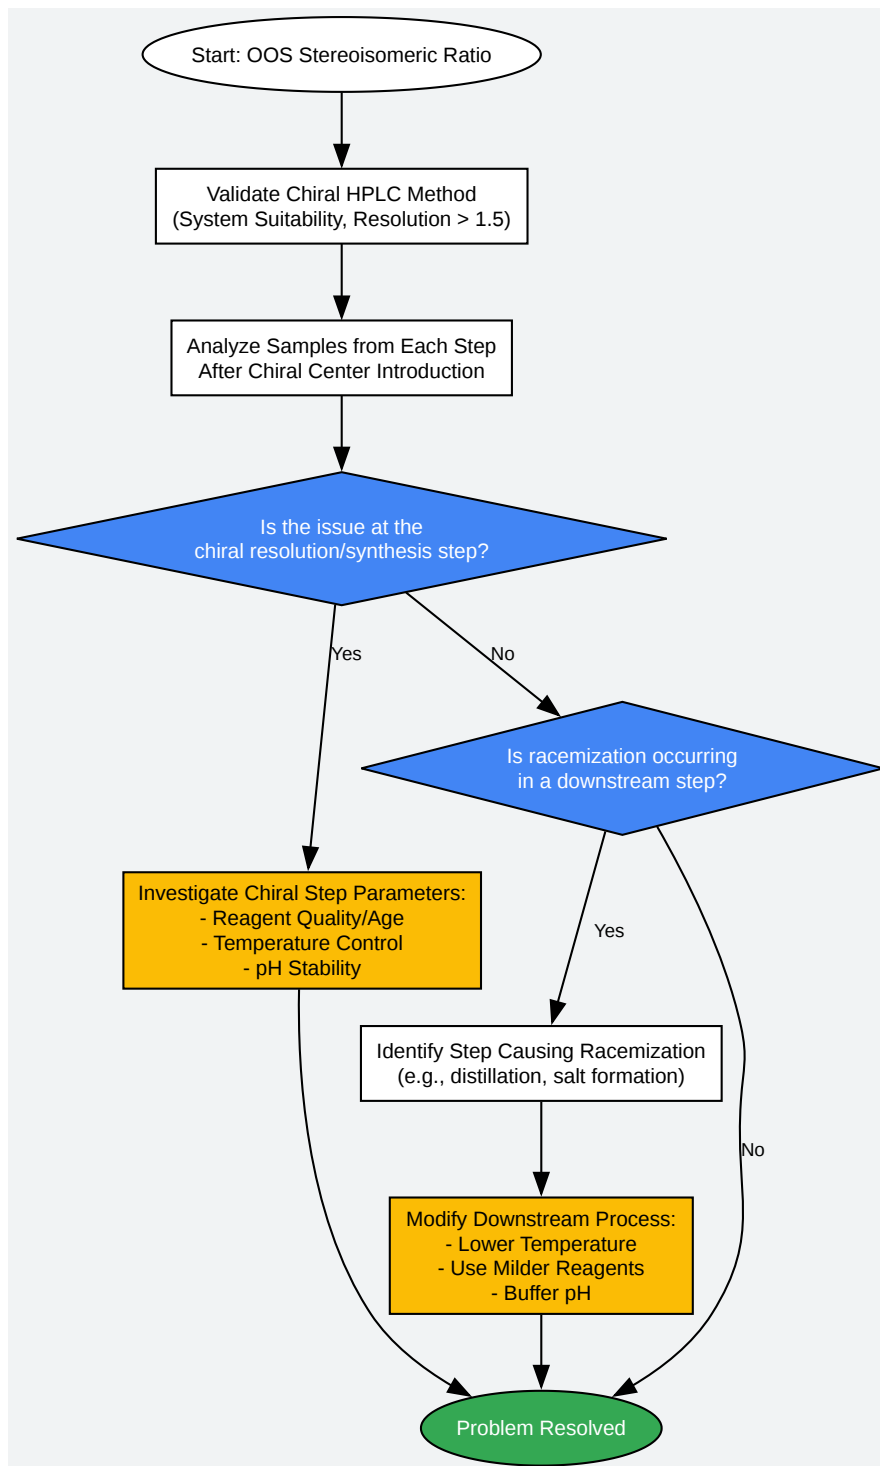 Start: OOS Stereoisomeric Ratio
Validate Chiral HPLC Method
(System Suitability, Resolution > 1.5)
Analyze Samples from Each Step
After Chiral Center Introduction
Is the issue at the
chiral resolution/synthesis step?
Yes
No
Is racemization occurring
in a downstream step?
Investigate Chiral Step Parameters:
- Reagent Quality/Age
- Temperature Control
- pH Stability
Yes
Identify Step Causing Racemization
(e.g., distillation, salt formation)
No
Modify Downstream Process:
- Lower Temperature
- Use Milder Reagents
- Buffer pH
Problem Resolved